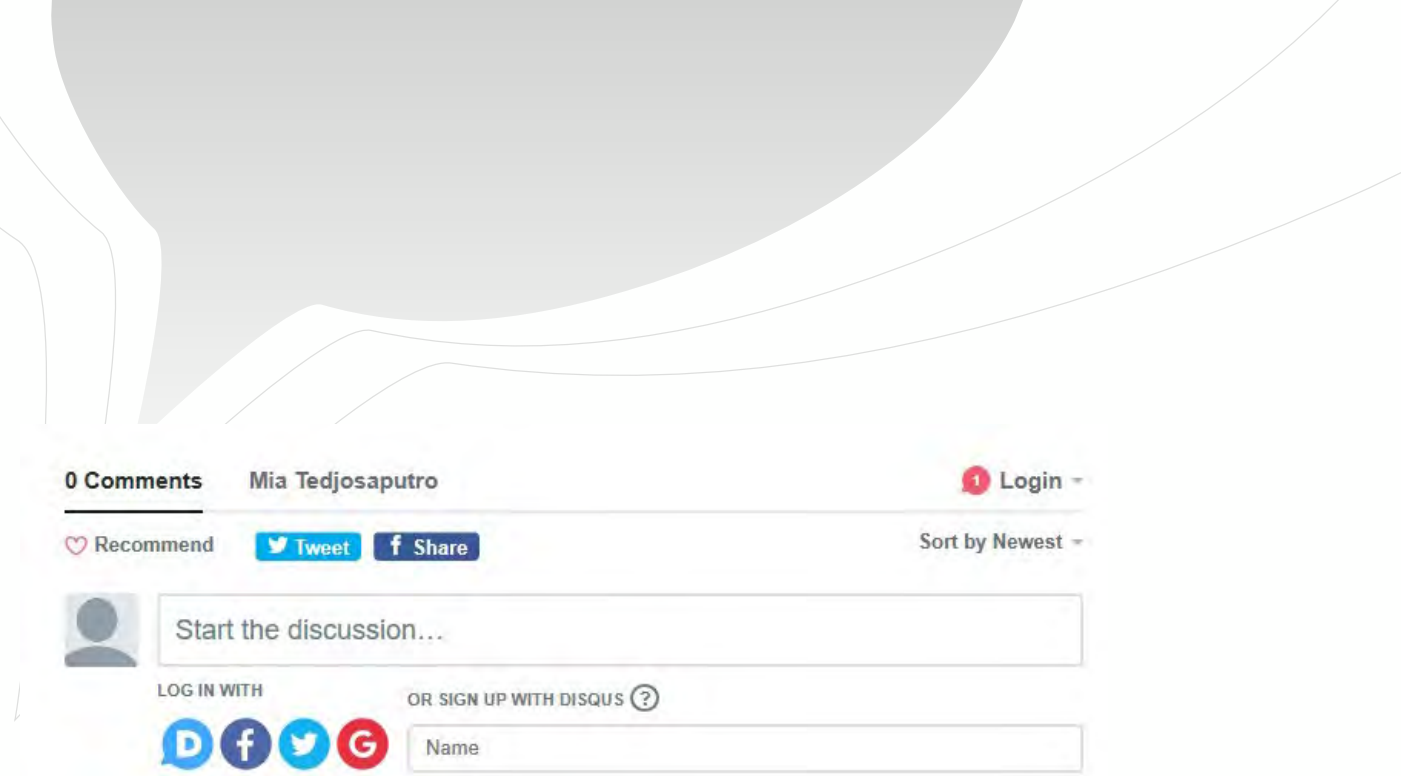 0 Comments Mia Tedjosaputro 1 Login
Recommend Tweet f Share Sort by Newest
Start the discussion…
LOG IN WITH OR SIGN UP WITH DISQUS ?
D f G Name